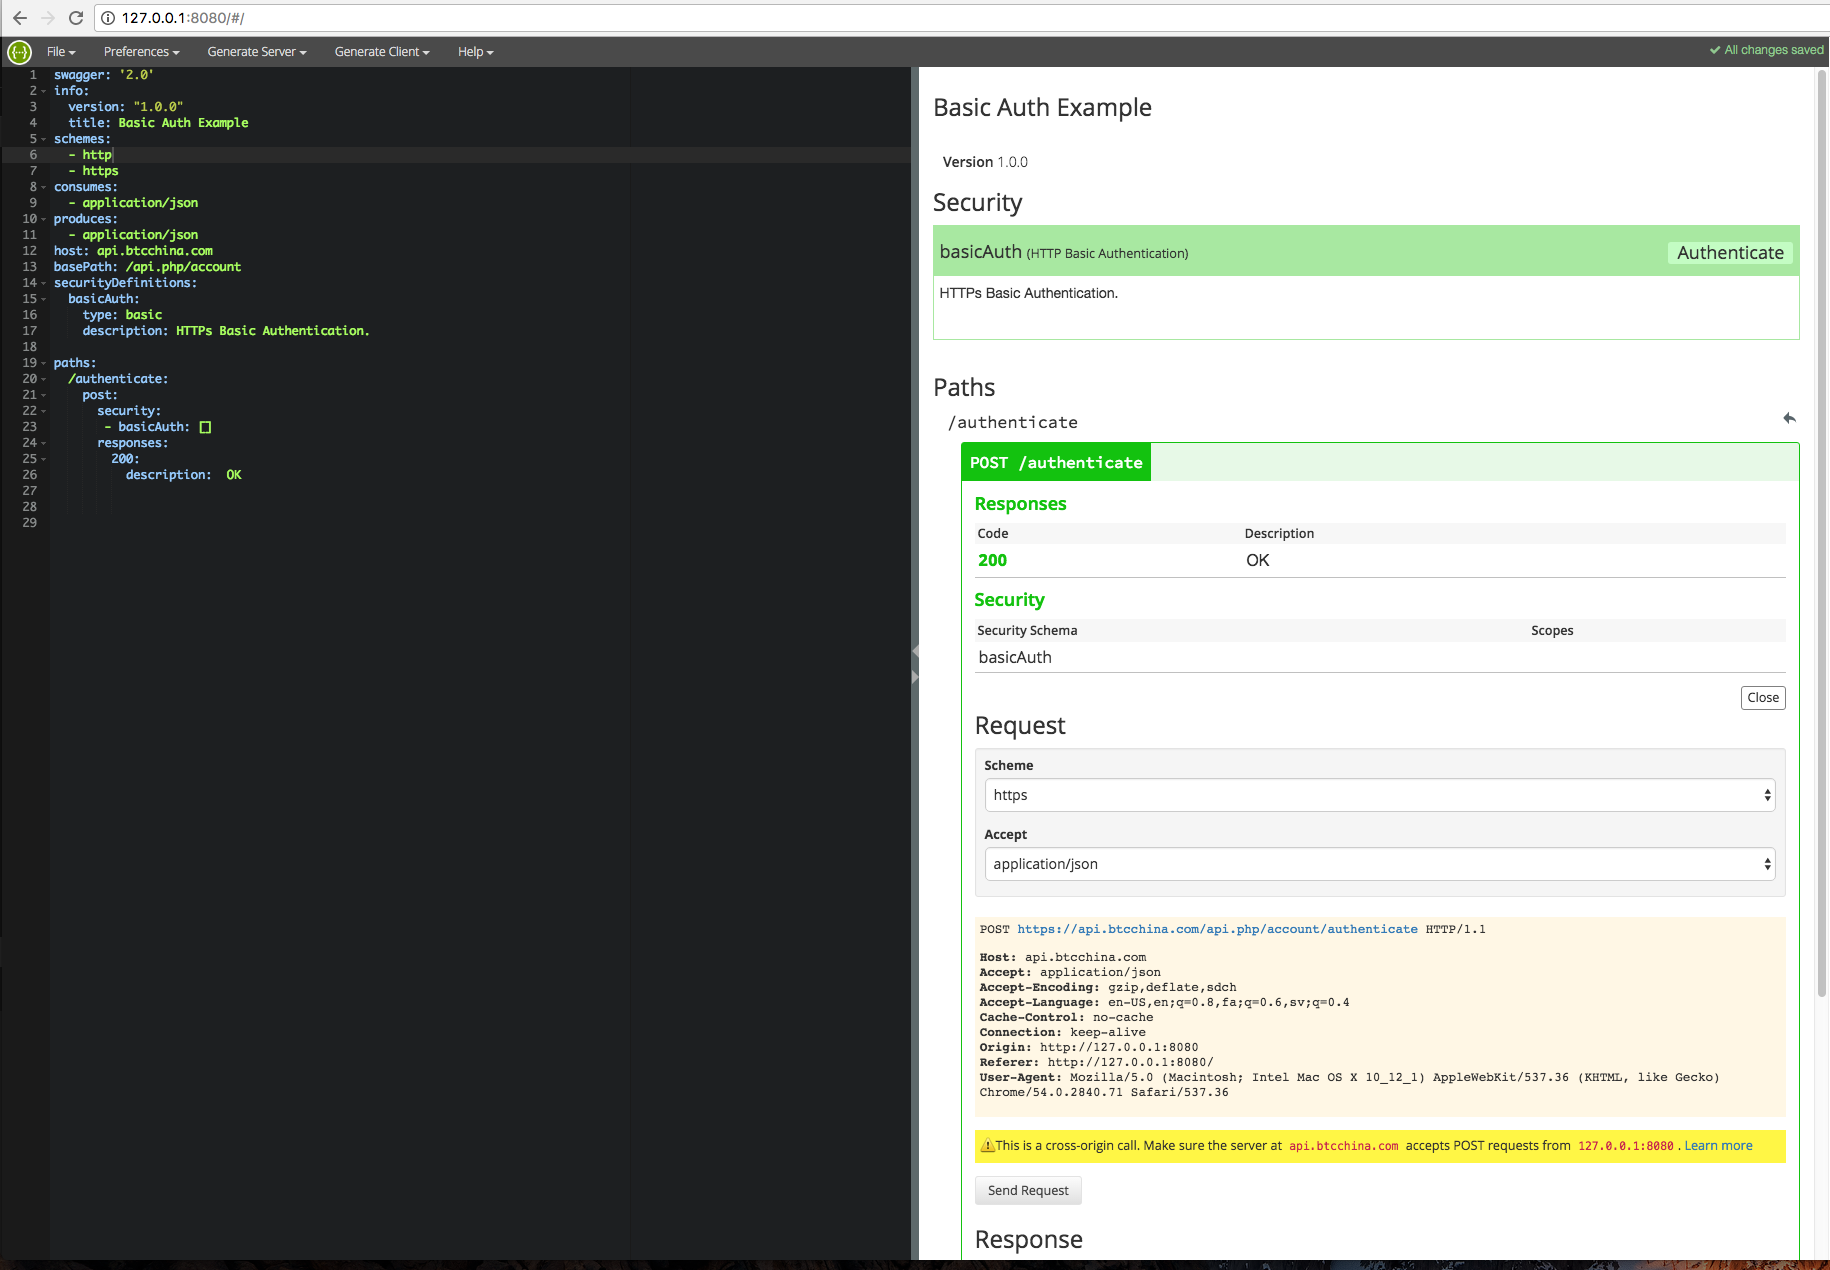 127.0.0.1:8080/#/
File Preferences Generate Server Generate Client Help
All changes saved
1 swagger: '2.0'
2 info:
3 version: "1.0.0"
4 title: Basic Auth Example
5 schemes:
6 - http
7 - https
8 consumes:
9 - application/json
10 produces:
11 - application/json
12 host: api.btcchina.com
13 basePath: /api.php/account
14 securityDefinitions:
15 basicAuth:
16 type: basic
17 description: HTTPs Basic Authentication.
18
19 paths:
20 /authenticate:
21 post:
22 security:
23 - basicAuth: []
24 responses:
25 200:
26 description: OK
27
28
29
Basic Auth Example
Version 1.0.0
Security
basicAuth (HTTP Basic Authentication) Authenticate
HTTPs Basic Authentication.
Paths
/authenticate
POST /authenticate
Responses
Code Description
200 OK
Security
Security Schema Scopes
basicAuth
Close
Request
Scheme
https
Accept
application/json
POST https://api.btcchina.com/api.php/account/authenticate HTTP/1.1
Host: api.btcchina.com
Accept: application/json
Accept-Encoding: gzip,deflate,sdch
Accept-Language: en-US,en;q=0.8,fa;q=0.6,sv;q=0.4
Cache-Control: no-cache
Connection: keep-alive
Origin: http://127.0.0.1:8080
Referer: http://127.0.0.1:8080/
User-Agent: Mozilla/5.0 (Macintosh; Intel Mac OS X 10_12_1) AppleWebKit/537.36 (KHTML, like Gecko)
Chrome/54.0.2840.71 Safari/537.36
This is a cross-origin call. Make sure the server at api.btcchina.com accepts POST requests from 127.0.0.1:8080 . Learn more
Send Request
Response